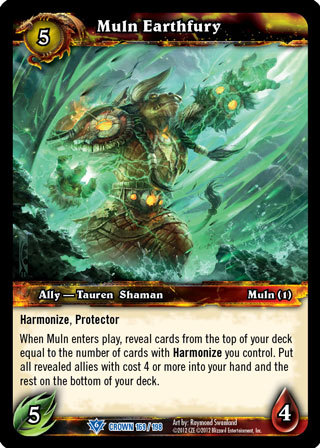 5
Muln Earthfury
Ally — Tauren Shaman
Muln (1)
Harmonize, Protector
When Muln enters play, reveal cards from the top of your deck
equal to the number of cards with Harmonize you control. Put
all revealed allies with cost 4 or more into your hand and the
rest on the bottom of your deck.
5
CROWN 163 / 198
Art by: Raymond Swanland
©2012 CZE ©2012 Blizzard Entertainment, Inc.
4